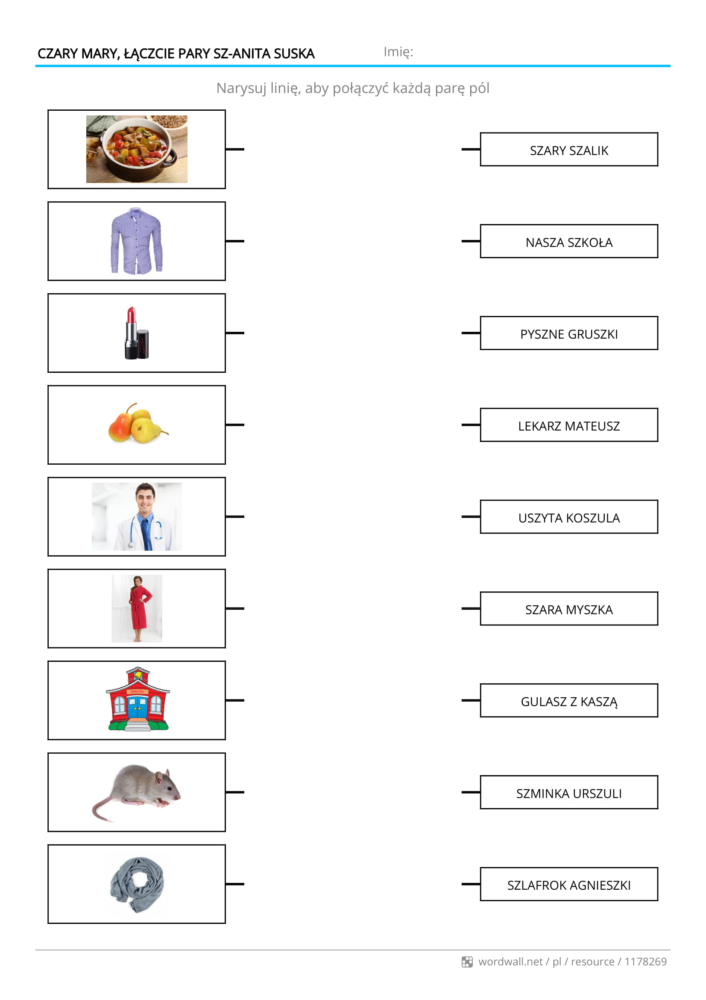 CZARY MARY, ŁĄCZCIE PARY SZ-ANITA SUSKA Imię:
Narysuj linię, aby połączyć każdą parę pól
SZARY SZALIK
NASZA SZKOŁA
PYSZNE GRUSZKI
LEKARZ MATEUSZ
USZYTA KOSZULA
SZARA MYSZKA
Szkoła
GULASZ Z KASZĄ
SZMINKA URSZULI
SZLAFROK AGNIESZKI
wordwall.net / pl / resource / 1178269